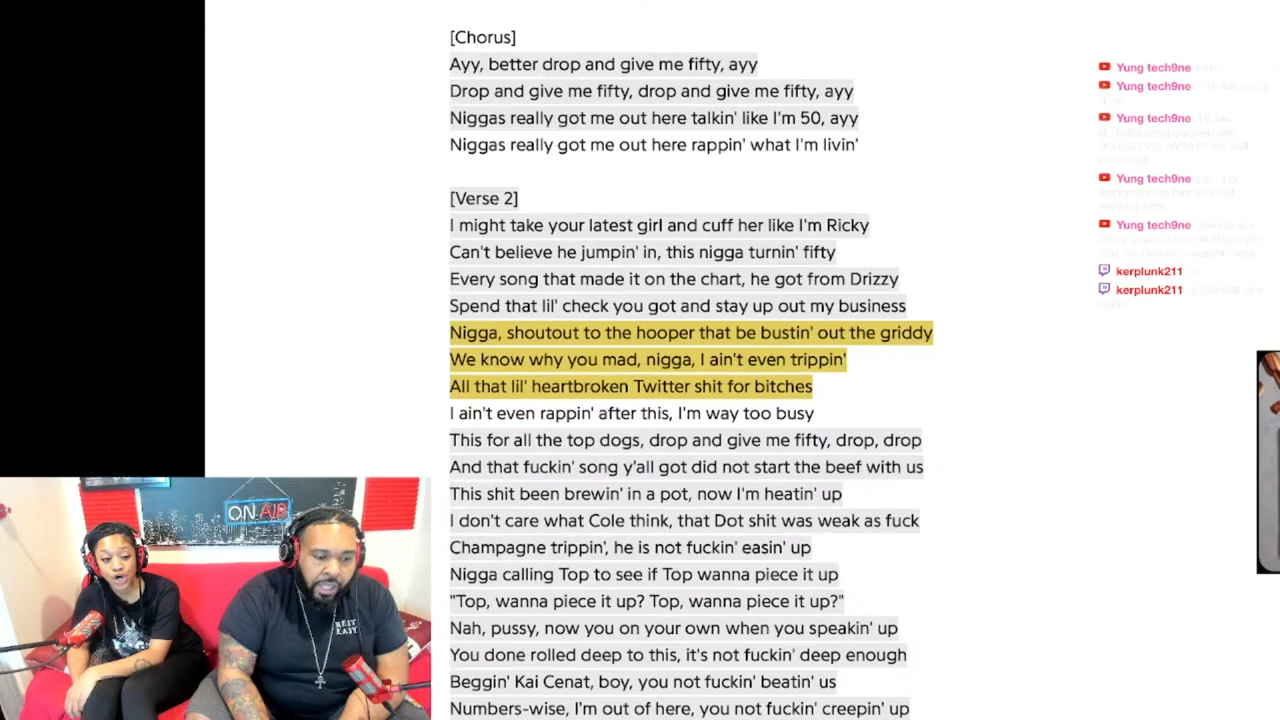 [Chorus]
Ayy, better drop and give me fifty, ayy
Drop and give me fifty, drop and give me fifty, ayy
Niggas really got me out here talkin' like I'm 50, ayy
Niggas really got me out here rappin' what I'm livin'
[Verse 2]
I might take your latest girl and cuff her like I'm Ricky
Can't believe he jumpin' in, this nigga turnin' fifty
Every song that made it on the chart, he got from Drizzy
Spend that lil' check you got and stay up out my business
Nigga, shoutout to the hooper that be bustin' out the griddy
We know why you mad, nigga, I ain't even trippin'
All that lil' heartbroken Twitter shit for bitches
I ain't even rappin' after this, I'm way too busy
This for all the top dogs, drop and give me fifty, drop, drop
And that fuckin' song y'all got did not start the beef with us
This shit been brewin' in a pot, now I'm heatin' up
I don't care what Cole think, that Dot shit was weak as fuck
Champagne trippin', he is not fuckin' easin' up
Nigga calling Top to see if Top wanna piece it up
"Top, wanna piece it up? Top, wanna piece it up?"
Nah, pussy, now you on your own when you speakin' up
You done rolled deep to this, it's not fuckin' deep enough
Beggin' Kai Cenat, boy, you not fuckin' beatin' us
Numbers-wise, I'm out of here, you not fuckin' creepin' up
Yung tech9ne
Yung tech9ne
Yung tech9ne
Yung tech9ne
Yung tech9ne
kerplunk211
kerplunk211
ON AIR
REST
EASY